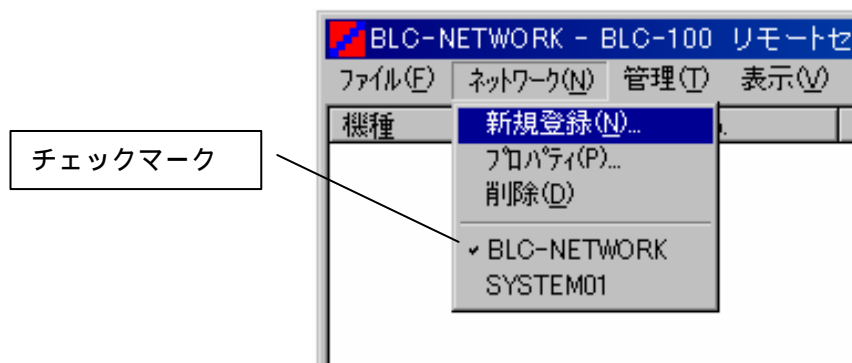 BLC-NETWORK - BLC-100 リモートセ
ファイル(F) ネットワーク(N) 管理(T) 表示(V)
機種
新規登録(N)...
プロパティ(P)...
削除(D)
チェックマーク
BLC-NETWORK
SYSTEM01